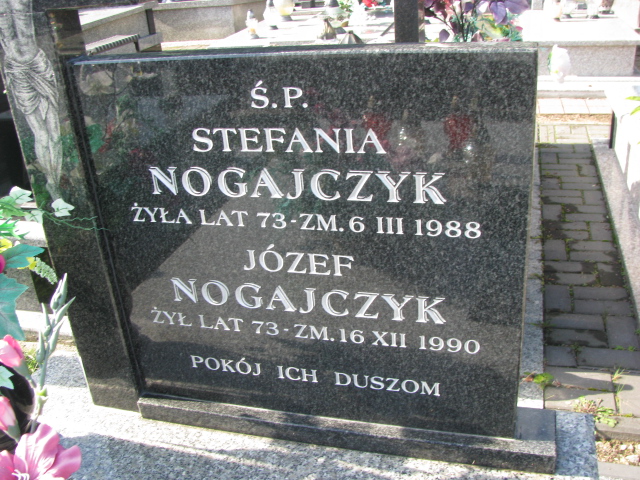 Ś.P.
STEFANIA
NOGAJCZYK
ŻYŁA LAT 73-ZM. 6 III 1988
JÓZEF
NOGAJCZYK
ŻYŁ LAT 73-ZM. 16 XII 1990
POKÓJ ICH DUSZOM